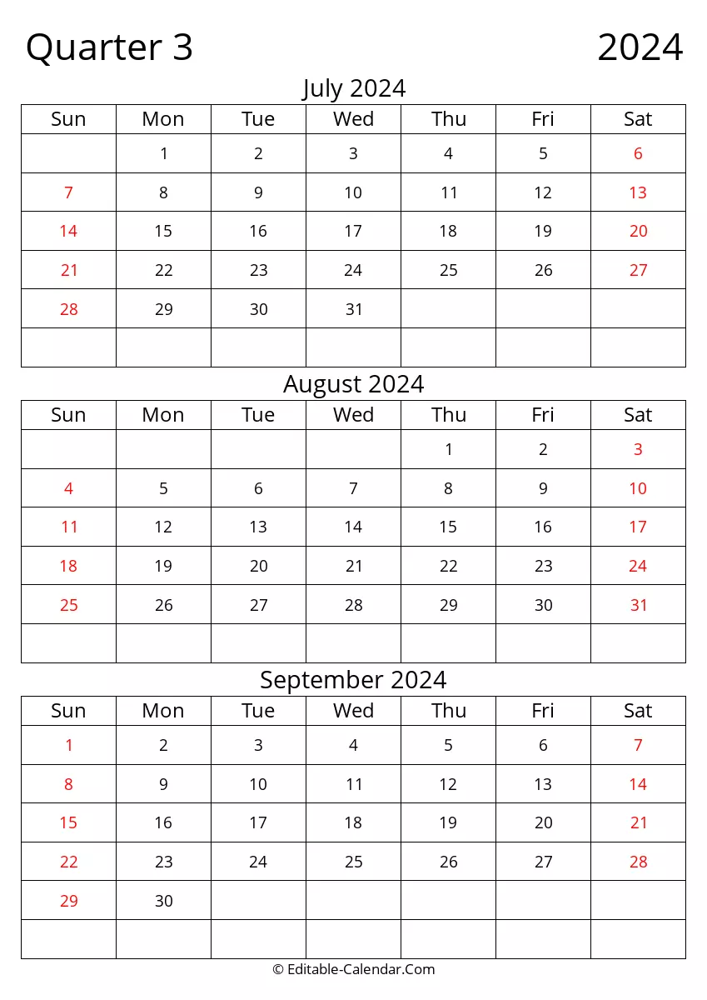 Quarter 3 2024
July 2024
Sun Mon Tue Wed Thu Fri Sat
1 2 3 4 5 6
7 8 9 10 11 12 13
14 15 16 17 18 19 20
21 22 23 24 25 26 27
28 29 30 31
August 2024
Sun Mon Tue Wed Thu Fri Sat
1 2 3
4 5 6 7 8 9 10
11 12 13 14 15 16 17
18 19 20 21 22 23 24
25 26 27 28 29 30 31
September 2024
Sun Mon Tue Wed Thu Fri Sat
1 2 3 4 5 6 7
8 9 10 11 12 13 14
15 16 17 18 19 20 21
22 23 24 25 26 27 28
29 30
© Editable-Calendar.Com